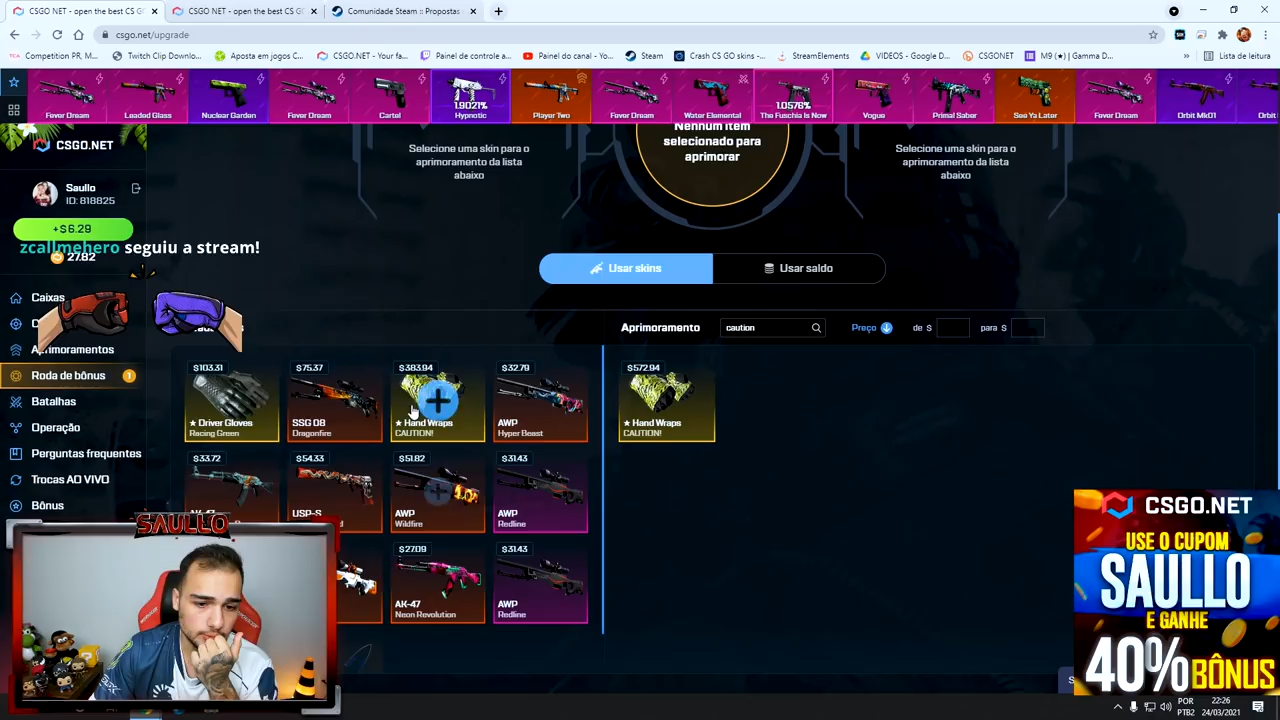 CSGO NET - open the best CS G
CSGO NET - open the best CS G
Comunidade Steam :: Propostas
csgo.net/upgrade
Competition PR, M...
Twitch Clip Downlo...
Aposta em jogos C...
CSGO.NET - Your fa...
Painel de controle a...
Painel do canal - Yo...
Steam
Crash CS GO skins -...
StreamElements
VIDEOS - Google D...
CSGONET
M9 (★) | Gamma D...
Lista de leitura
Fever Dream
Leaded Glass
Nuclear Garden
Fever Dream
Cartel
1.9021%
Hypnotic
Player Two
Fever Dream
Water Elemental
1.0576%
The Fuschia Is Now
Vogue
Primal Saber
See Ya Later
Fever Dream
Orbit Mk01
Orbit
CSGO.NET
Saullo
ID: 818825
+$6.29
27.82
zcallmehero seguiu a stream!
Caixas
Aprimoramentos
Roda de bônus
1
Batalhas
Operação
Perguntas frequentes
Trocas AO VIVO
Bônus
Selecione uma skin para o
aprimoramento da lista
abaixo
Nenhum item
selecionado para
aprimorar
Selecione uma skin para o
aprimoramento da lista
abaixo
Usar skins
Usar saldo
Aprimoramento
caution
Preço
de $
para $
$103.31
★ Driver Gloves
Racing Green
$75.37
SSG 08
Dragonfire
$383.94
★ Hand Wraps
CAUTION!
$32.79
AWP
Hyper Beast
$572.94
★ Hand Wraps
CAUTION!
$33.72
$54.33
USP-S
$51.82
AWP
Wildfire
$31.43
AWP
Redline
$27.09
AK-47
Neon Revolution
$31.43
AWP
Redline
SAULLO
CSGO.NET
USE O CUPOM
SAULLO
E GANHE
40% BÔNUS
POR
PTB2
22:26
24/03/2021